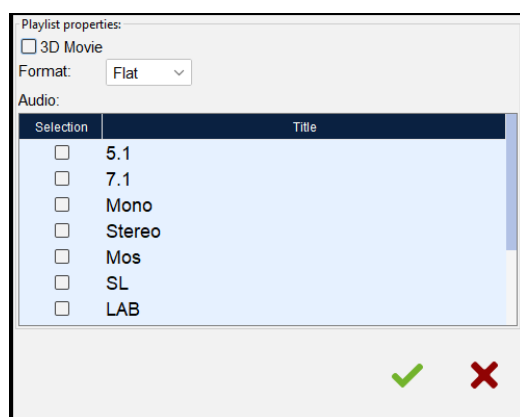 Playlist properties:
3D Movie
Format: Flat
Audio:
Selection Title
5.1
7.1
Mono
Stereo
Mos
SL
LAB